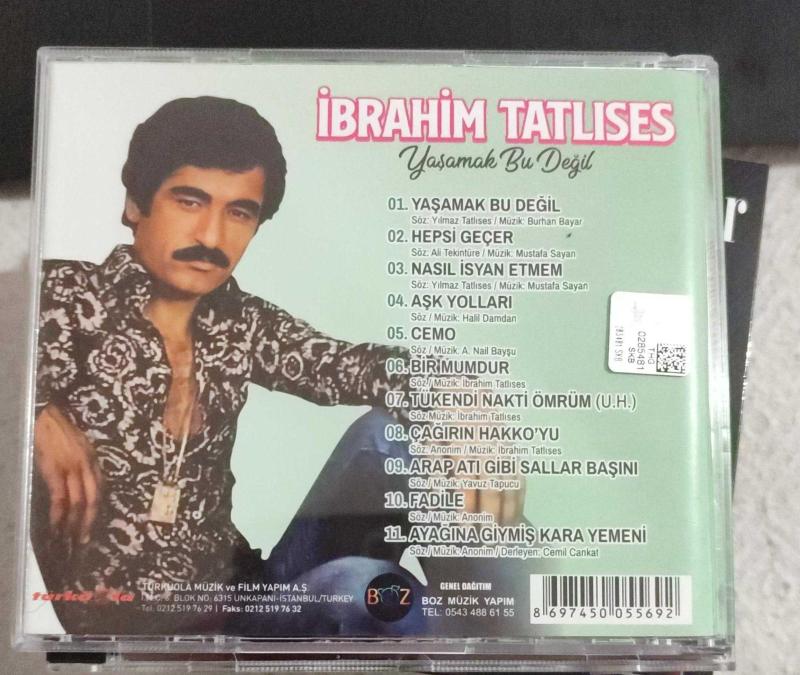 İBRAHİM TATLISES
Yaşamak Bu Değil
01. YAŞAMAK BU DEĞİL
Söz: Yılmaz Tatlıses / Müzik: Burhan Bayar
02. HEPSİ GEÇER
Söz: Ali Tekintüre / Müzik: Mustafa Sayan
03. NASIL İSYAN ETMEM
Söz: Yılmaz Tatlıses / Müzik: Mustafa Sayan
04. AŞK YOLLARI
Söz / Müzik: Halil Damdan
05. CEMO
Söz / Müzik: A. Nail Bayşu
06. BİR MUMDUR
Söz / Müzik: İbrahim Tatlıses
07. TÜKENDİ NAKTİ ÖMRÜM (U.H.)
Söz Müzik: İbrahim Tatlıses
08. ÇAĞIRIN HAKKO'YU
Söz: Anonim / Müzik: İbrahim Tatlıses
09. ARAP ATI GİBİ SALLAR BAŞINI
Söz / Müzik: Yavuz Tapucu
10. FADİLE
Söz / Müzik: Anonim
11. AYAĞINA GİYMİŞ KARA YEMENİ
Söz / Müzik: Anonim / Derleyen: Cemil Cankat
THG
0285481
SKB
TÜRKÜOLA MÜZİK ve FİLM YAPIM A.Ş.
İ.M.Ç. 6. BLOK NO: 6315 UNKAPANI-İSTANBUL/TURKEY
Tel: 0212 519 76 29 | Faks: 0212 519 76 32
BOZ
GENEL DAĞITIM
BOZ MÜZİK YAPIM
TEL: 0543 488 61 55
8 697450 055692